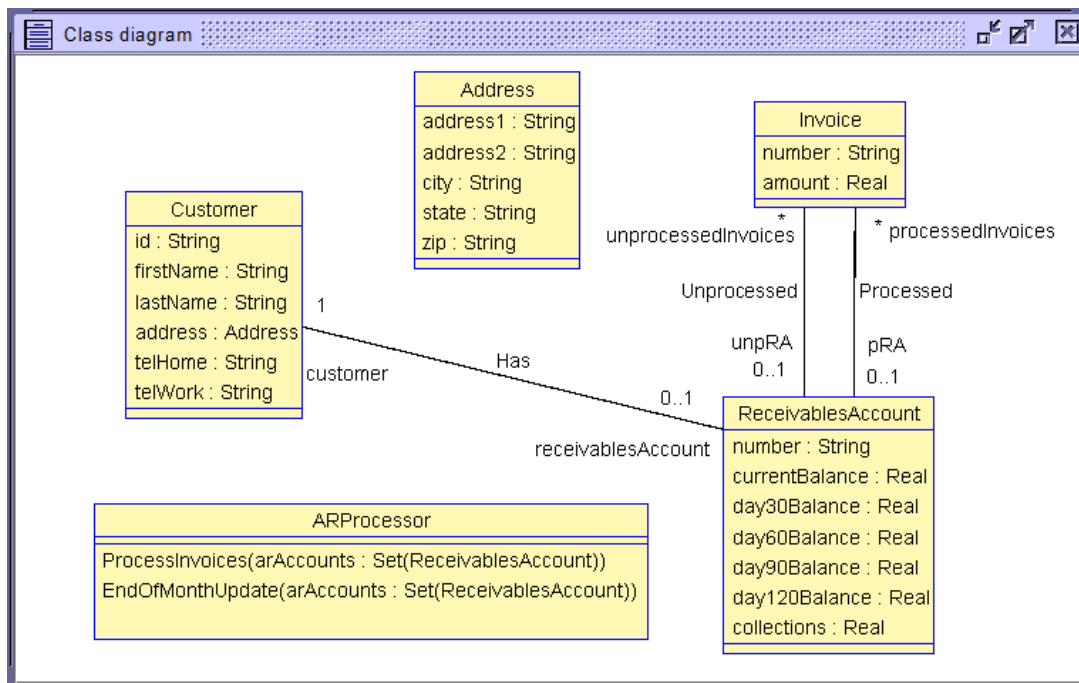 Class diagram
Address
address1 : String
address2 : String
city : String
state : String
zip : String
Invoice
number : String
amount : Real
Customer
id : String
firstName : String
lastName : String
address : Address
telHome : String
telWork : String
*
unprocessedInvoices
* processedInvoices
Unprocessed
Processed
unpRA
0..1
pRA
0..1
1
customer
Has
0..1
receivablesAccount
ReceivablesAccount
number : String
currentBalance : Real
day30Balance : Real
day60Balance : Real
day90Balance : Real
day120Balance : Real
collections : Real
ARProcessor
ProcessInvoices(arAccounts : Set(ReceivablesAccount))
EndOfMonthUpdate(arAccounts : Set(ReceivablesAccount))